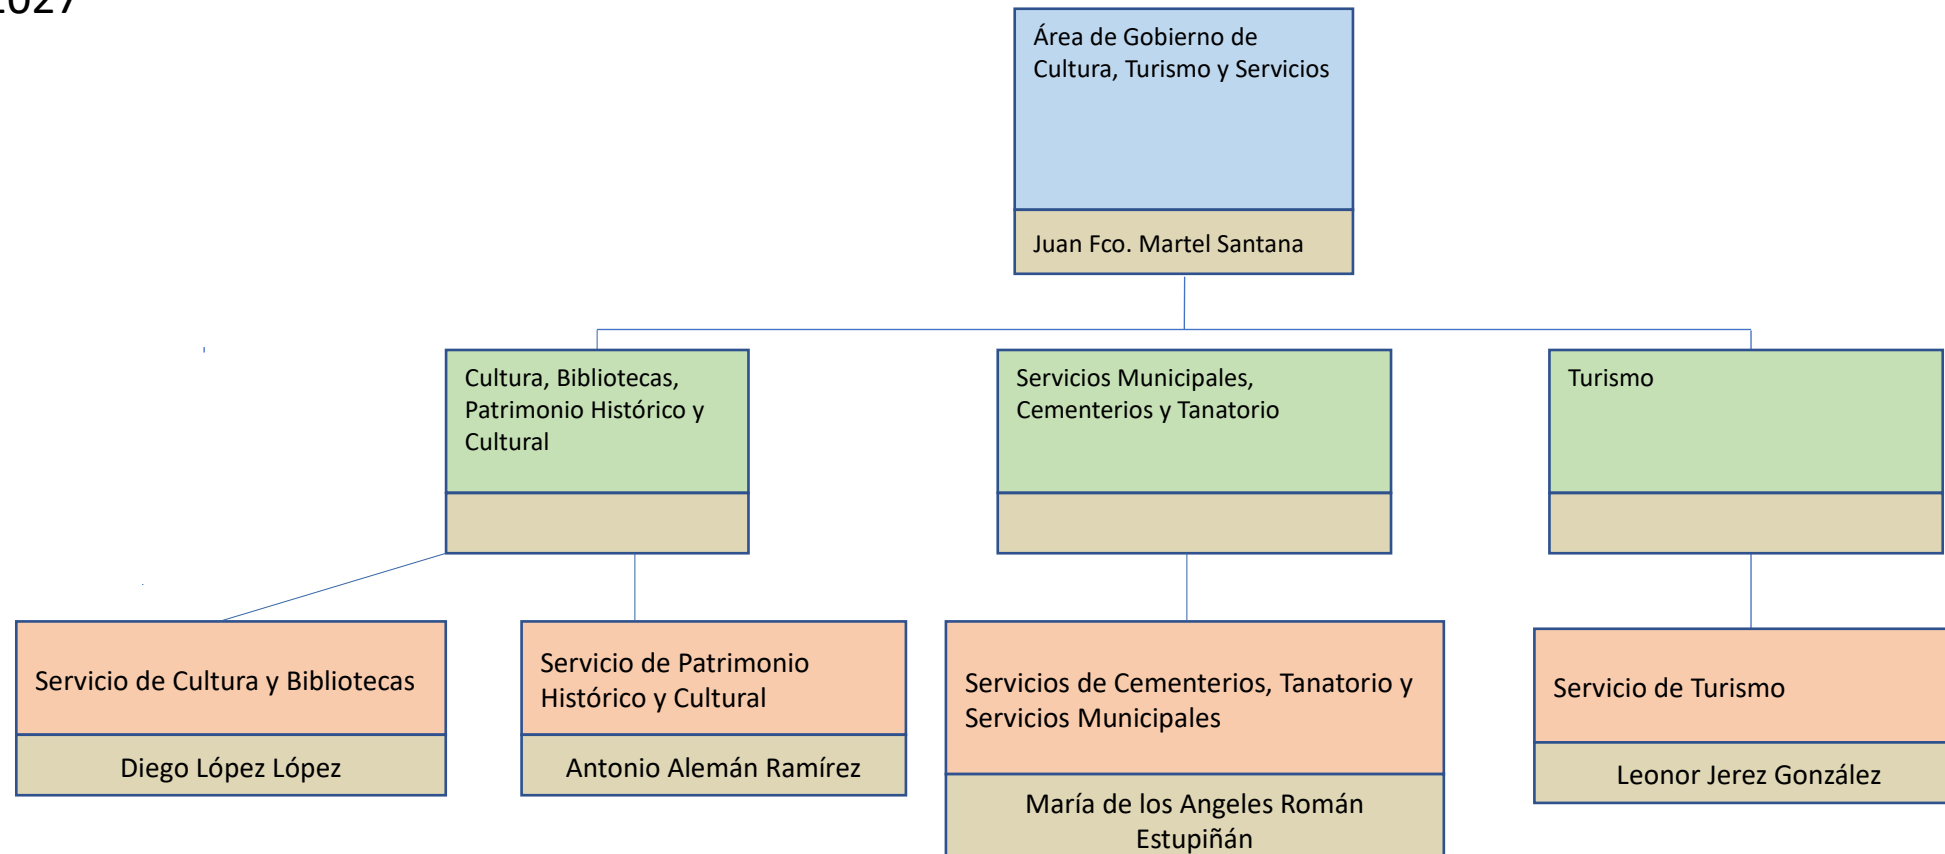 Área de Gobierno de
Cultura, Turismo y Servicios
Juan Fco. Martel Santana
Cultura, Bibliotecas,
Patrimonio Histórico y
Cultural
Servicios Municipales,
Cementerios y Tanatorio
Turismo
Servicio de Cultura y Bibliotecas
Diego López López
Servicio de Patrimonio
Histórico y Cultural
Antonio Alemán Ramírez
Servicios de Cementerios, Tanatorio y
Servicios Municipales
María de los Angeles Román
Estupiñán
Servicio de Turismo
Leonor Jerez González